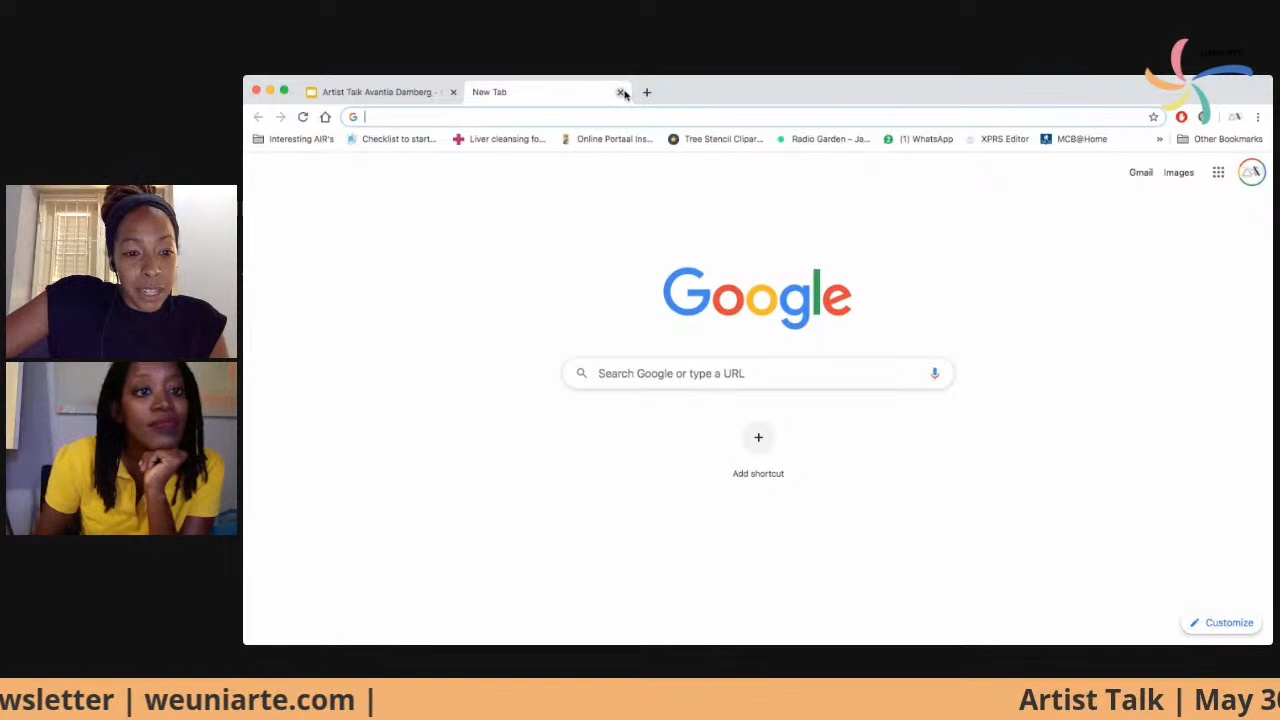 Artist Talk Avantia Damberg -
New Tab
Interesting AIR's
Checklist to start...
Liver cleansing fo...
Online Portaal Ins...
Tree Stencil Clipar...
Radio Garden – Ja...
(1) WhatsApp
XPRS Editor
MCB@Home
»
Other Bookmarks
Gmail
Images
Google
Search Google or type a URL
Add shortcut
Customize
wsletter | weuniarte.com |
Artist Talk | May 30